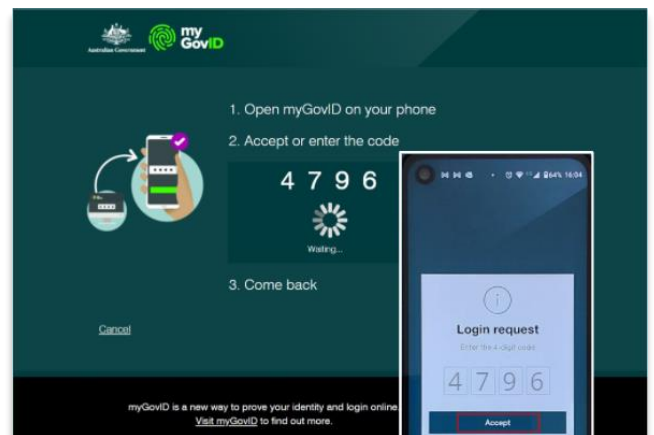 Australian Government
my
GovID
1. Open myGovID on your phone
2. Accept or enter the code
4 7 9 6
Waiting...
3. Come back
Cancel
myGovID is a new way to prove your identity and login online.
Visit myGovID to find out more.
64% 16:04
Login request
Enter the 4-digit code
4 7 9 6
Accept